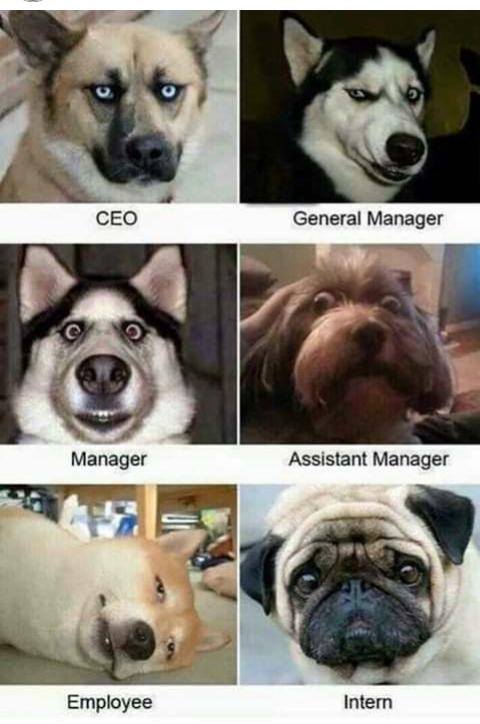 CEO
General Manager
Manager
Assistant Manager
Employee
Intern